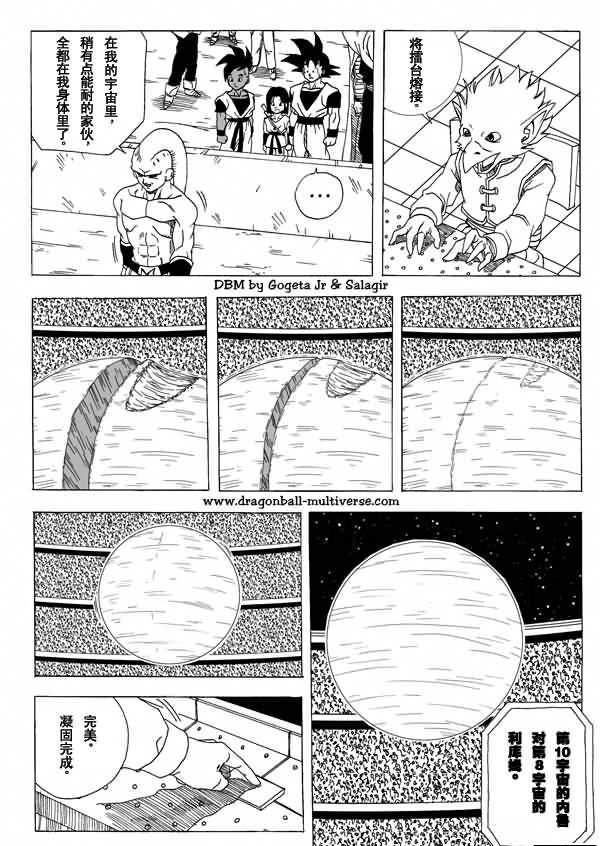 在我的宇宙里，
稍有点能耐的家伙，
全都在我身体里了。
...
将擂台熔接。
DBM by Gogeta Jr & Salagir
www.dragonball-multiverse.com
完美。
凝固完成。
第10宇宙的内鲁
对第8宇宙的
利库姆。